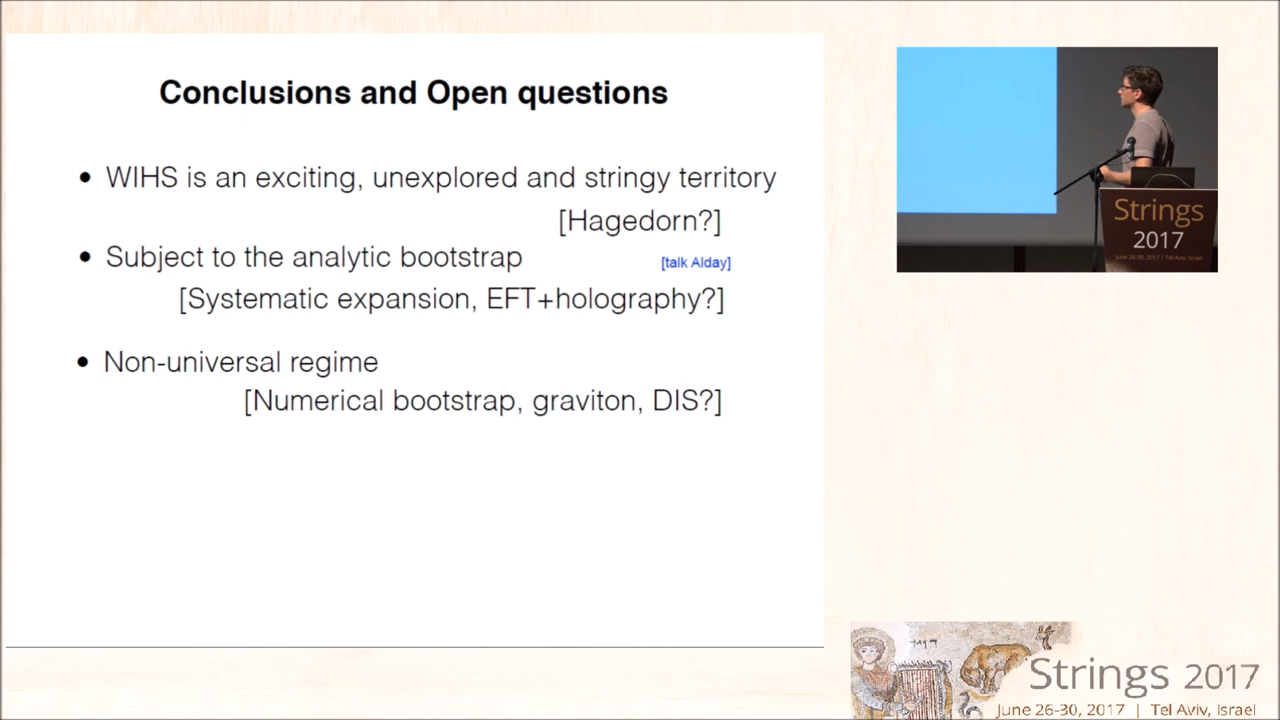 Conclusions and Open questions
• WIHS is an exciting, unexplored and stringy territory
[Hagedorn?]
• Subject to the analytic bootstrap [talk Alday]
[Systematic expansion, EFT+holography?]
• Non-universal regime
[Numerical bootstrap, graviton, DIS?]
Strings
2017
June 26-30, 2017 | Tel Aviv, Israel
Strings 2017
June 26-30, 2017 | Tel Aviv, Israel